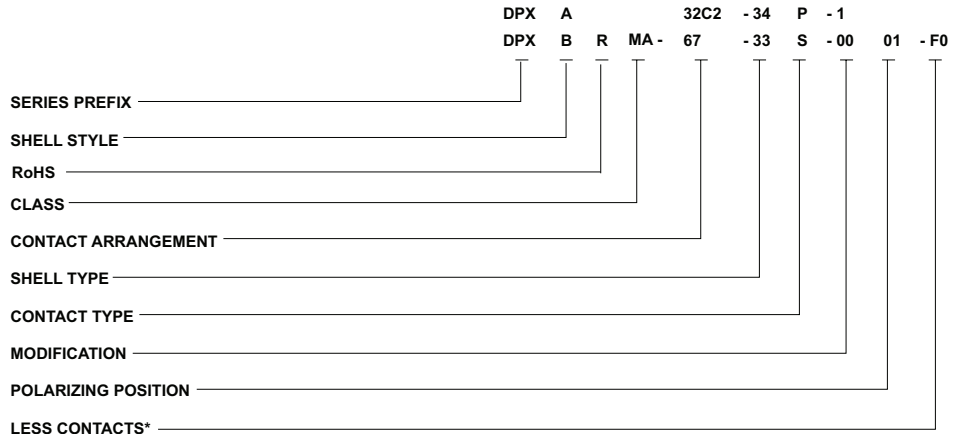 DPX A 32C2 - 34 P - 1
DPX B R MA - 67 - 33 S - 00 01 - F0
SERIES PREFIX
SHELL STYLE
RoHS
CLASS
CONTACT ARRANGEMENT
SHELL TYPE
CONTACT TYPE
MODIFICATION
POLARIZING POSITION
LESS CONTACTS*